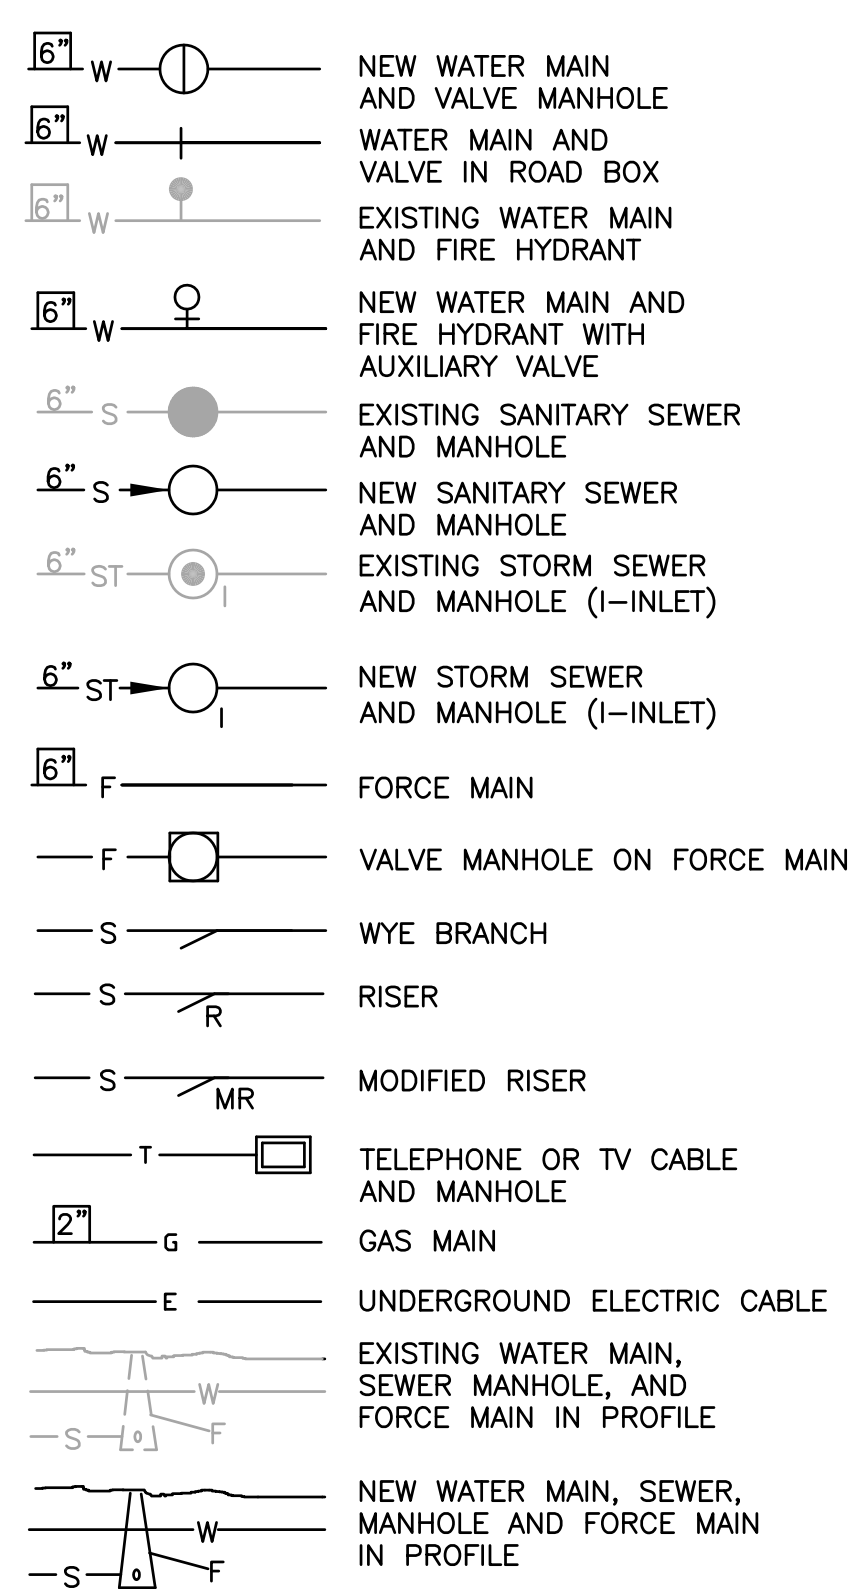 6" W NEW WATER MAIN
AND VALVE MANHOLE
6" W WATER MAIN AND
VALVE IN ROAD BOX
6" W EXISTING WATER MAIN
AND FIRE HYDRANT
6" W NEW WATER MAIN AND
FIRE HYDRANT WITH
AUXILIARY VALVE
6" S EXISTING SANITARY SEWER
AND MANHOLE
6" S NEW SANITARY SEWER
AND MANHOLE
6" ST EXISTING STORM SEWER
I AND MANHOLE (I-INLET)
6" ST NEW STORM SEWER
I AND MANHOLE (I-INLET)
6" F FORCE MAIN
F VALVE MANHOLE ON FORCE MAIN
S WYE BRANCH
S R RISER
S MR MODIFIED RISER
T TELEPHONE OR TV CABLE
AND MANHOLE
2" G GAS MAIN
E UNDERGROUND ELECTRIC CABLE
EXISTING WATER MAIN,
W SEWER MANHOLE, AND
S F FORCE MAIN IN PROFILE
NEW WATER MAIN, SEWER,
W MANHOLE AND FORCE MAIN
S F IN PROFILE